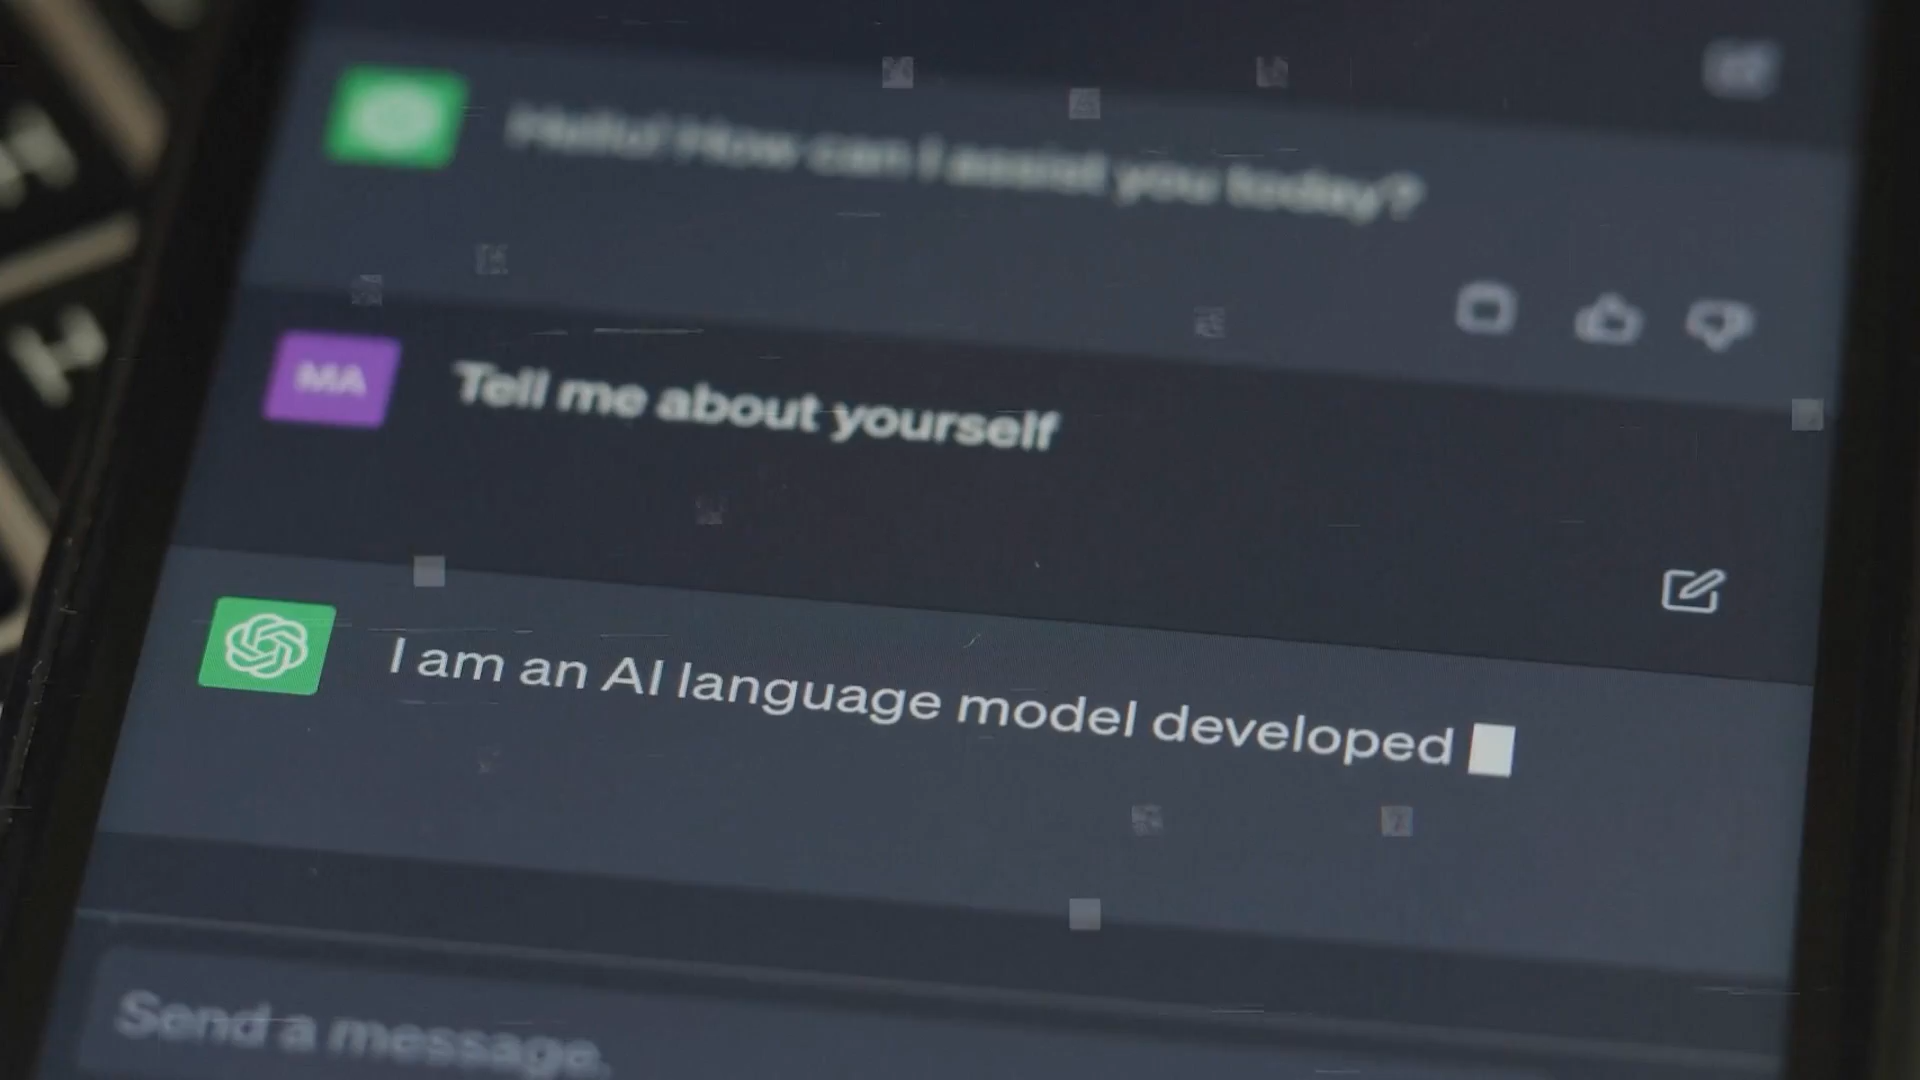 Hello! How can I assist you today?
MA
Tell me about yourself
I am an AI language model developed
Send a message.
H